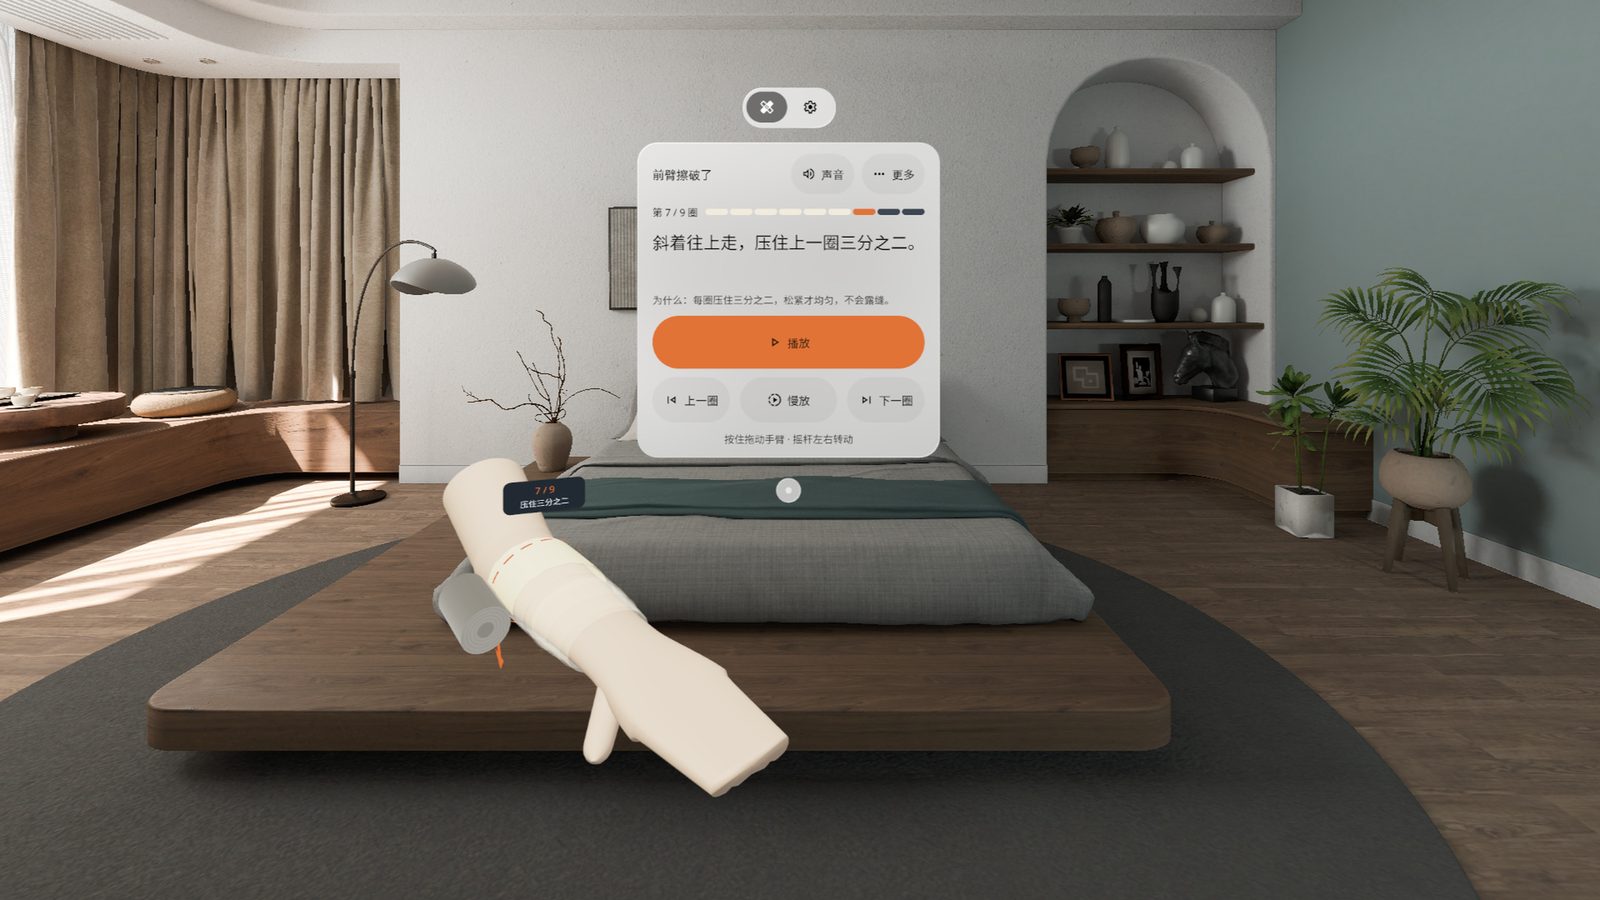 前臂擦破了
声音
更多
第 7 / 9 圈
斜着往上走，压住上一圈三分之二。
为什么：每圈压住三分之二，松紧才均匀，不会露缝。
播放
上一圈
慢放
下一圈
按住拖动手臂 · 摇杆左右转动
7 / 9
压住三分之二